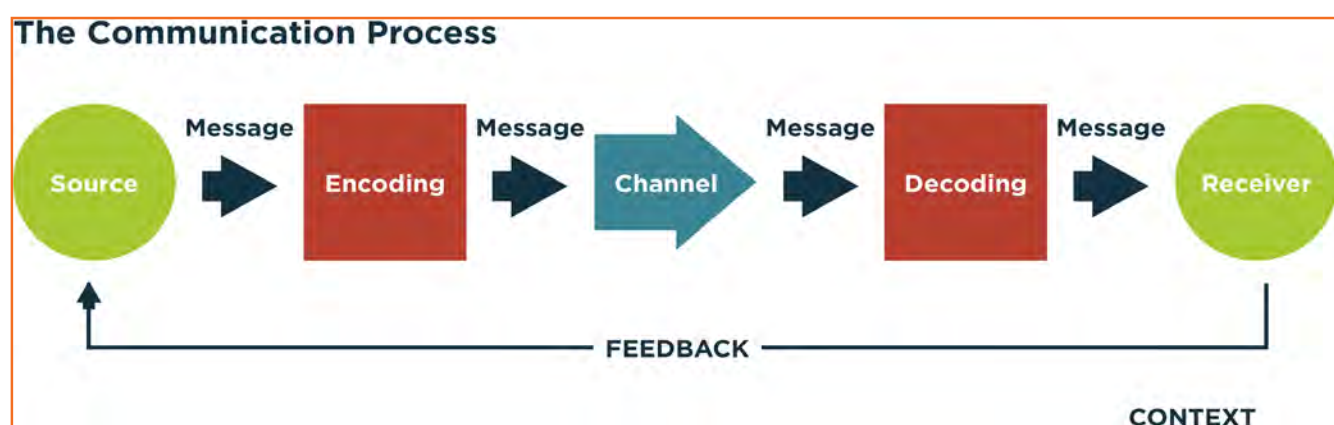 The Communication Process
Message Message Message Message
Source Encoding Channel Decoding Receiver
FEEDBACK
CONTEXT